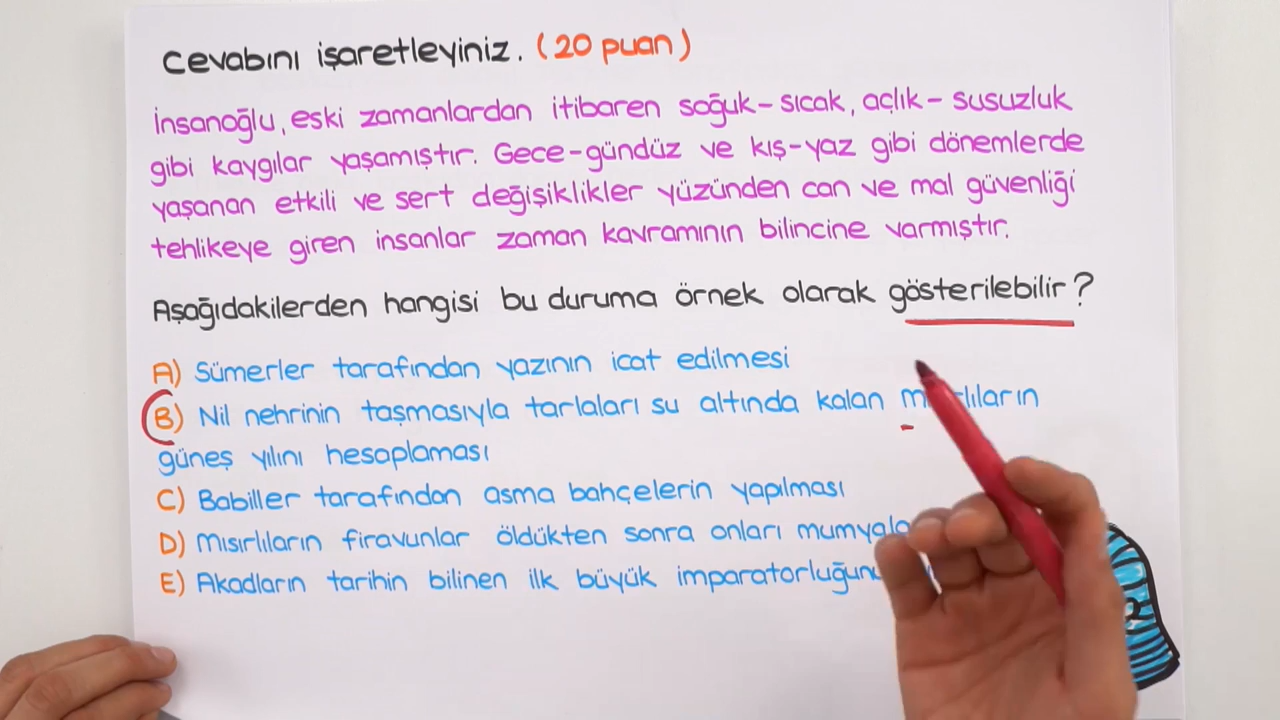 cevabını işaretleyiniz. (20 puan)
İnsanoğlu, eski zamanlardan itibaren soğuk-sıcak, açlık-susuzluk
gibi kaygılar yaşamıştır. Gece-gündüz ve kış-yaz gibi dönemlerde
yaşanan etkili ve sert değişiklikler yüzünden can ve mal güvenliği
tehlikeye giren insanlar zaman kavramının bilincine varmıştır.
Aşağıdakilerden hangisi bu duruma örnek olarak gösterilebilir?
A) Sümerler tarafından yazının icat edilmesi
B) Nil nehrinin taşmasıyla tarlaları su altında kalan
güneş yılını hesaplaması
C) Babiller tarafından asma bahçelerin yapılması
D) Mısırlıların firavunlar öldükten sonra onları
E) Akadların tarihin bilinen ilk büyük